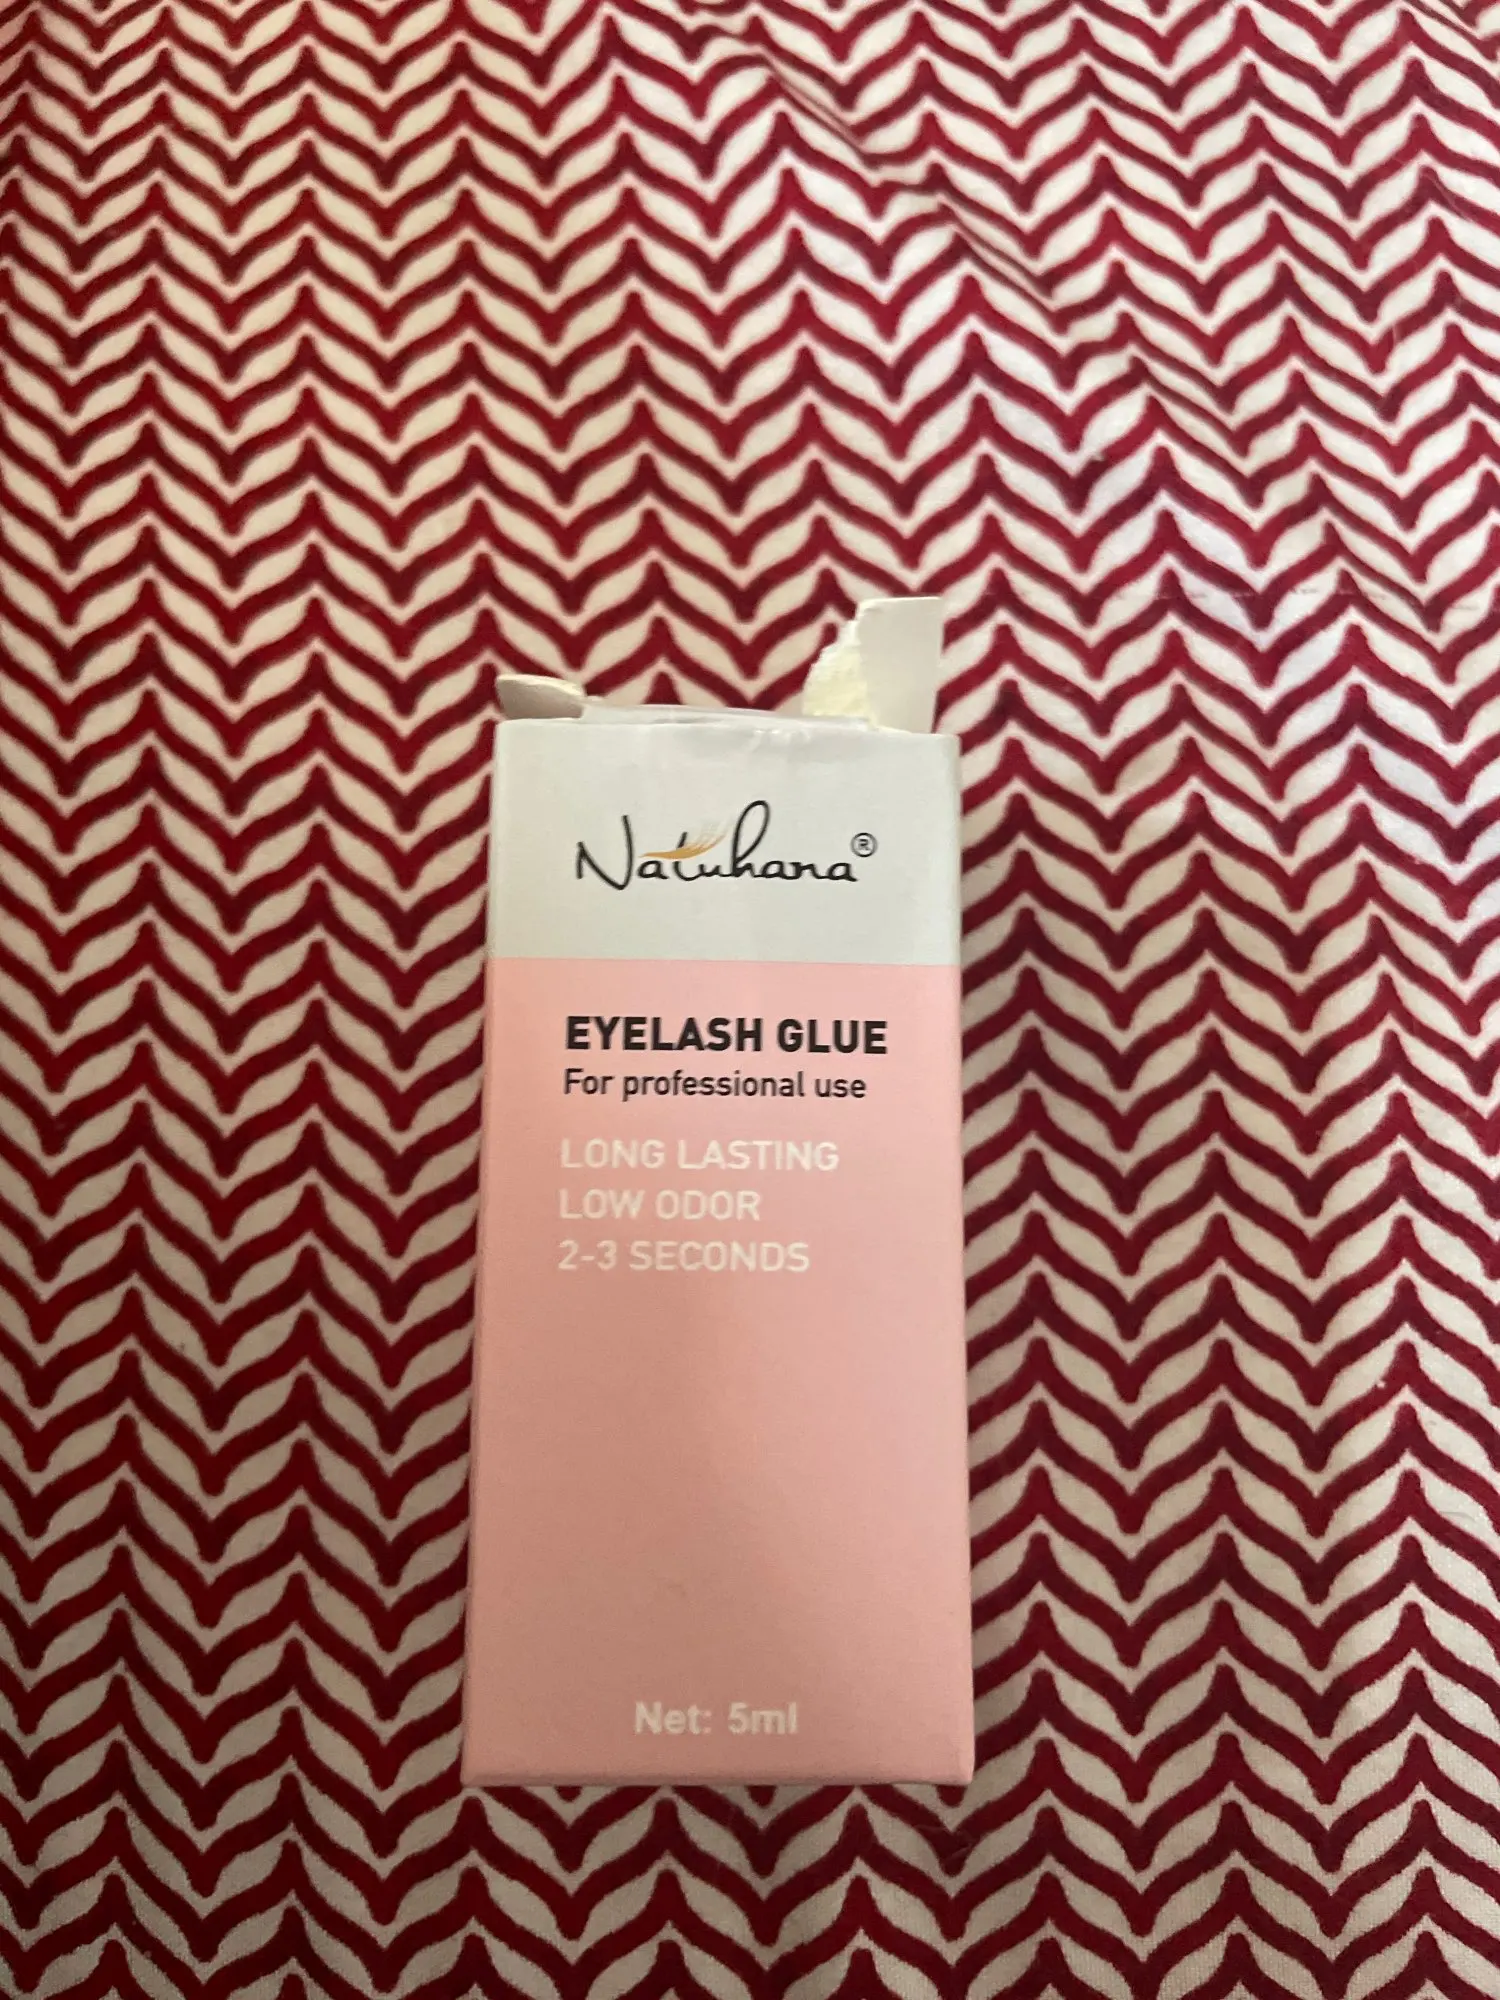 Natuhana®
EYELASH GLUE
For professional use
LONG LASTING
LOW ODOR
2-3 SECONDS
Net: 5ml